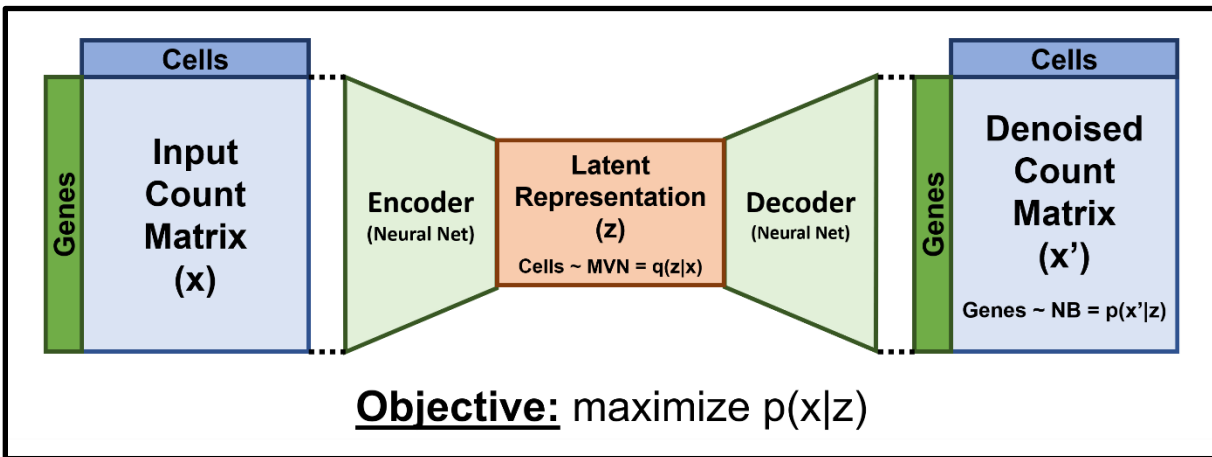 Cells
Genes
Input
Count
Matrix
(x)
Encoder
(Neural Net)
Latent
Representation
(z)
Cells ~ MVN = q(z|x)
Decoder
(Neural Net)
Cells
Genes
Denoised
Count
Matrix
(x’)
Genes ~ NB = p(x’|z)
Objective: maximize p(x|z)